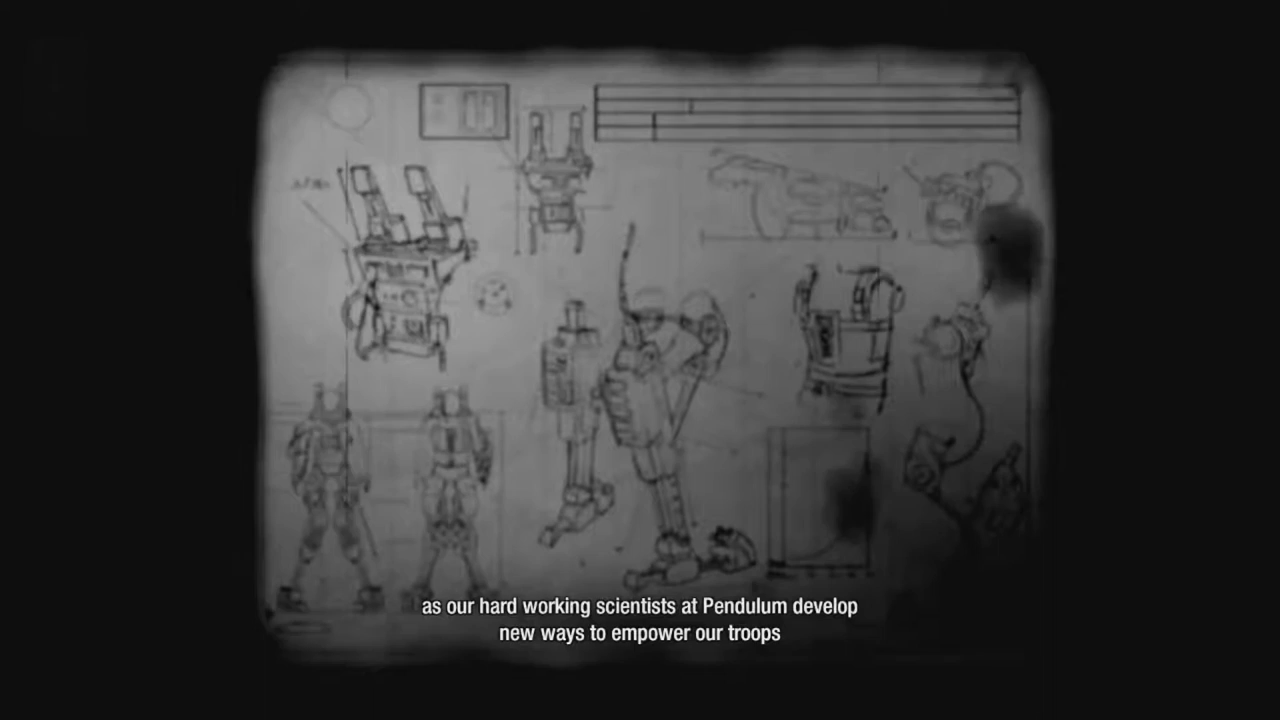 as our hard working scientists at Pendulum develop
new ways to empower our troops